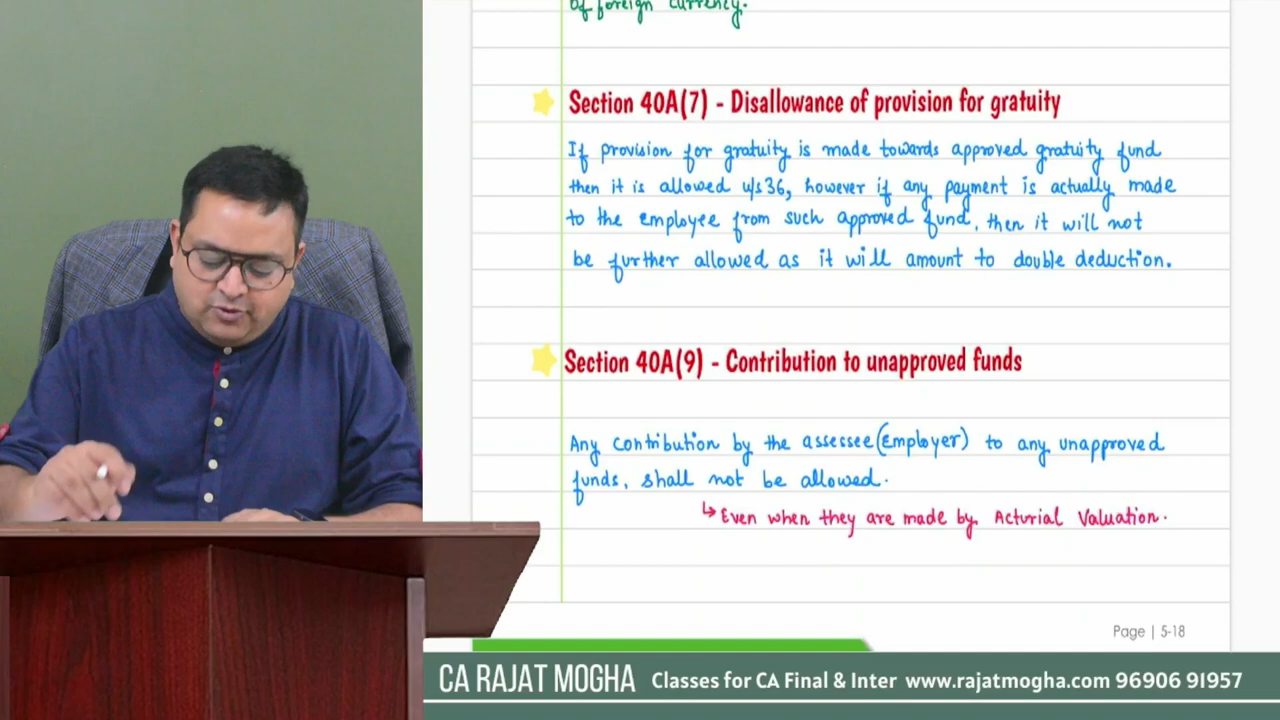 of foreign currency.
Section 40A(7) - Disallowance of provision for gratuity
If provision for gratuity is made towards approved gratuity fund
then it is allowed u/s 36, however if any payment is actually made
to the employee from such approved fund, then it will not
be further allowed as it will amount to double deduction.
Section 40A(9) - Contribution to unapproved funds
Any contribution by the assessee (Employer) to any unapproved
funds, shall not be allowed.
↳ Even when they are made by Acturial Valuation.
Page | 5-18
CA RAJAT MOGHA Classes for CA Final & Inter www.rajatmogha.com 96906 91957